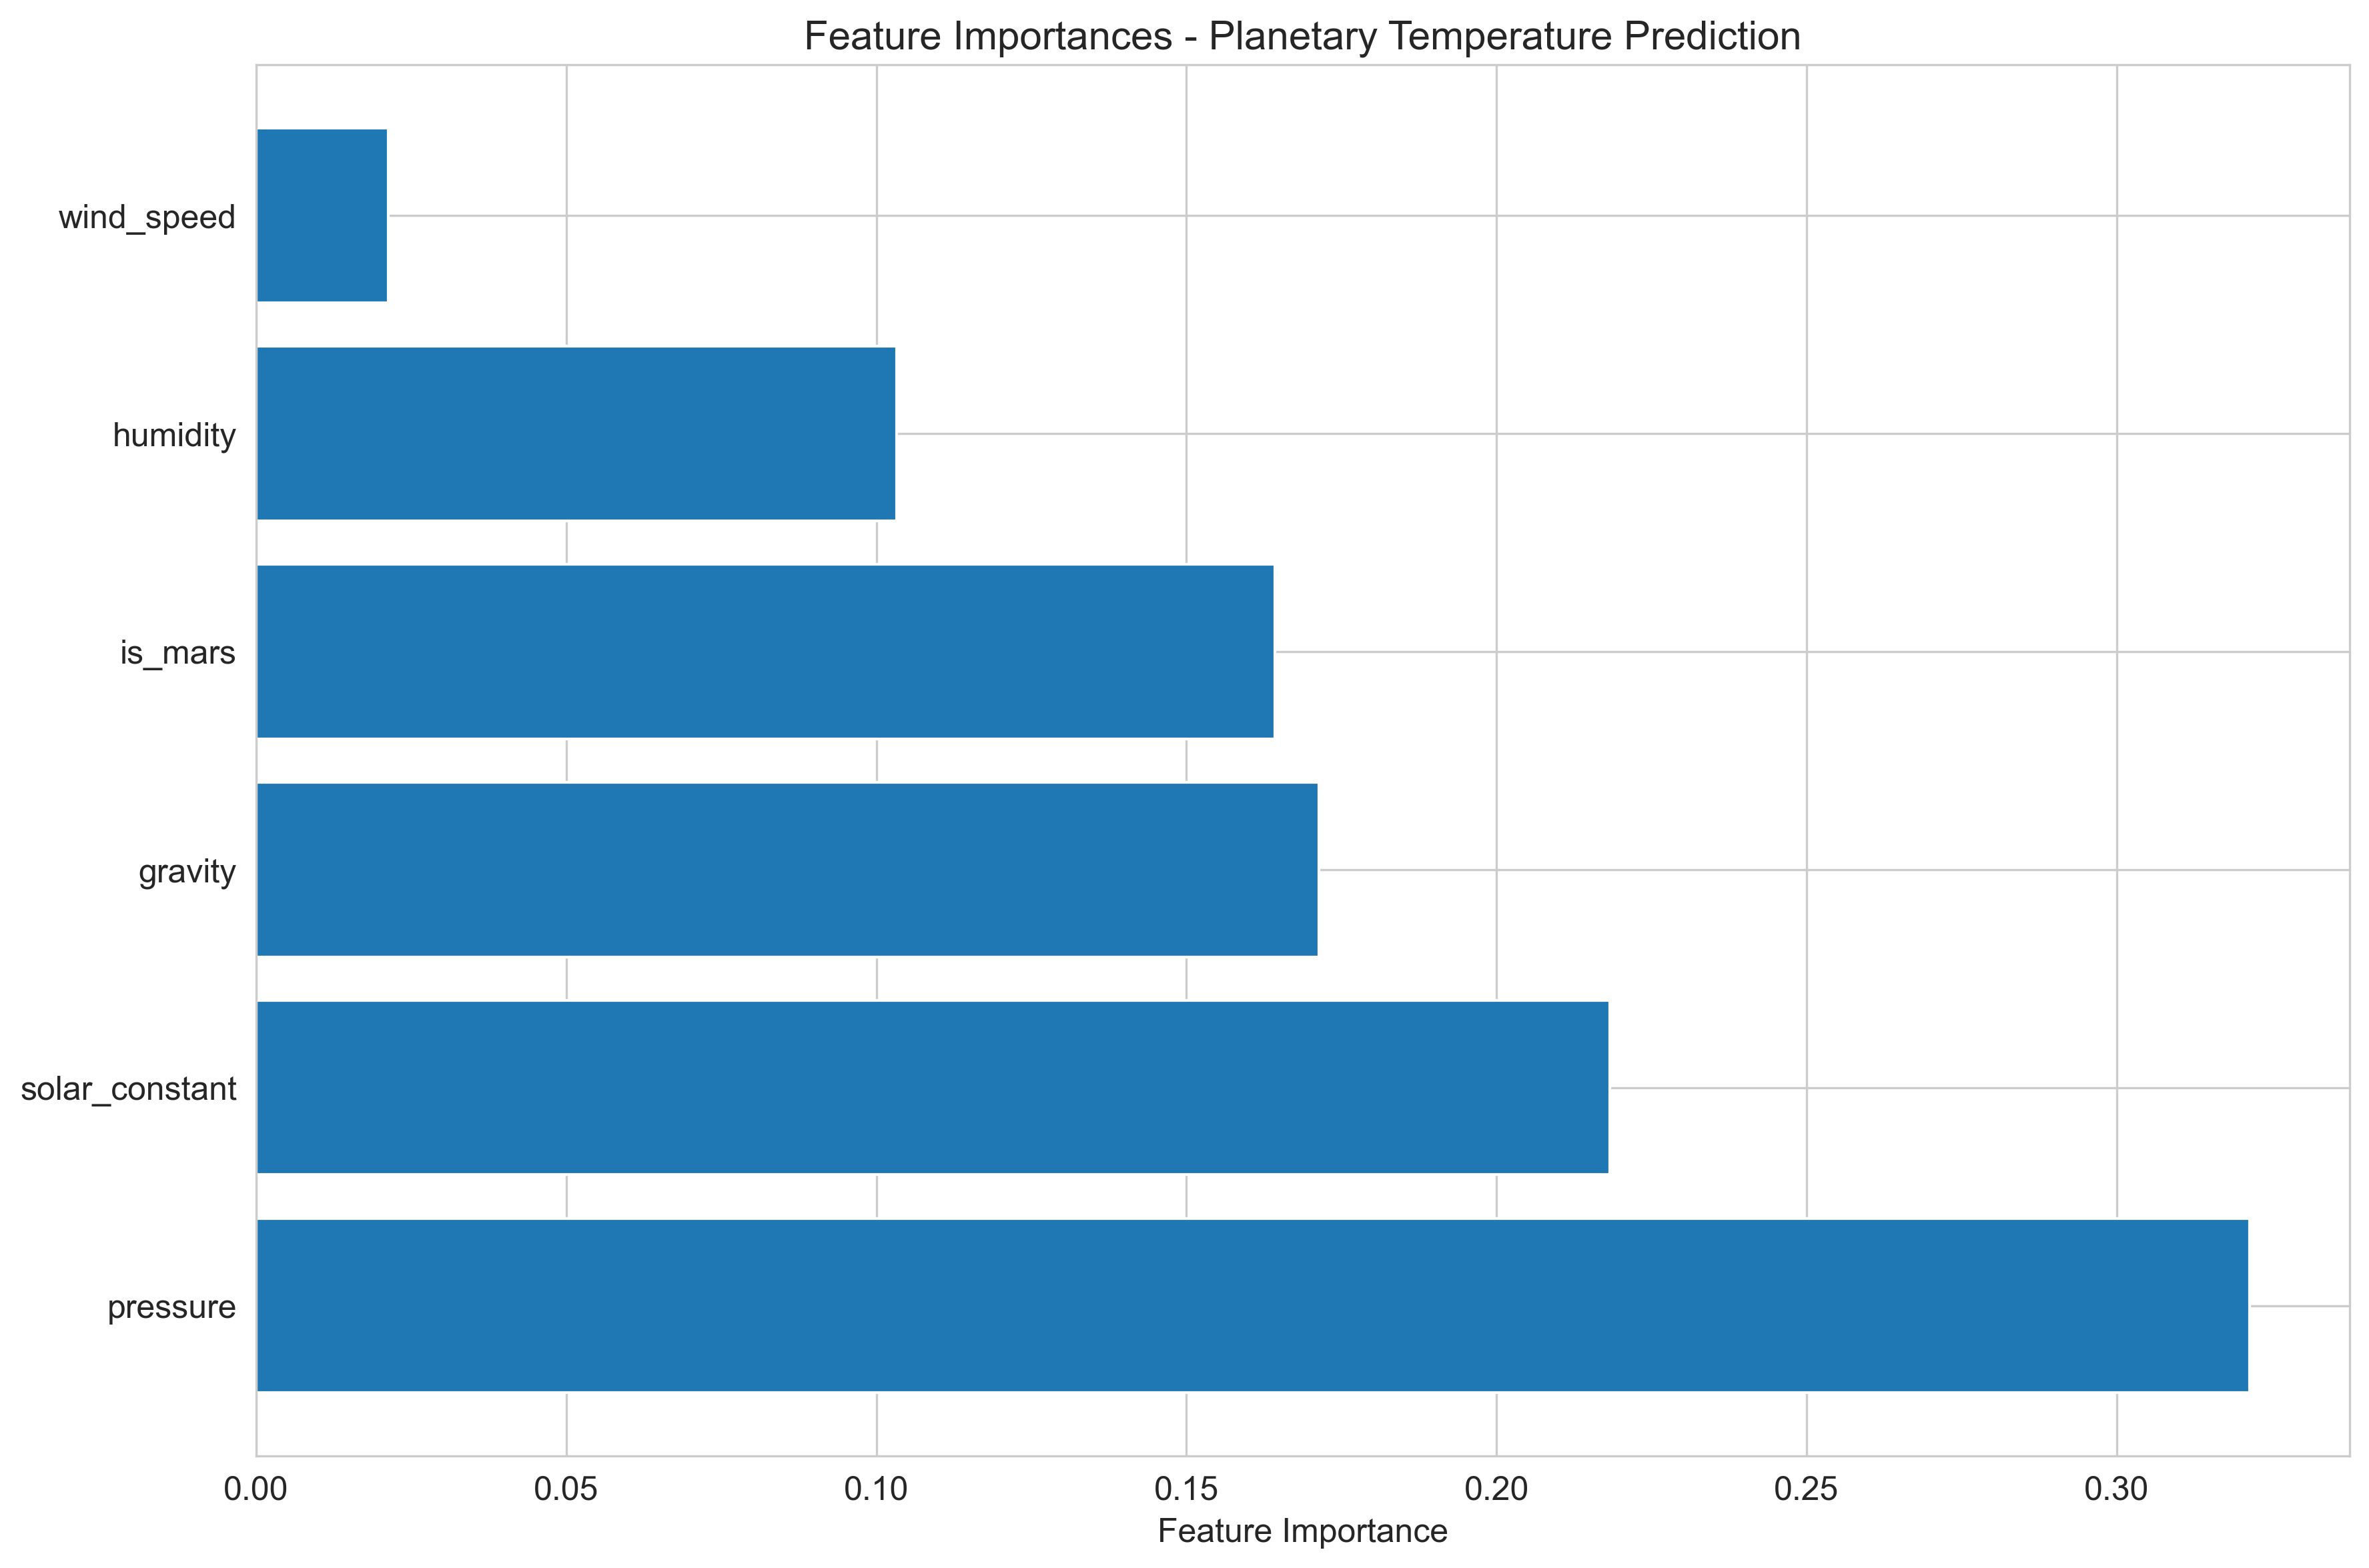 Feature Importances - Planetary Temperature Prediction
wind_speed
humidity
is_mars
gravity
solar_constant
pressure
0.00 0.05 0.10 0.15 0.20 0.25 0.30
Feature Importance